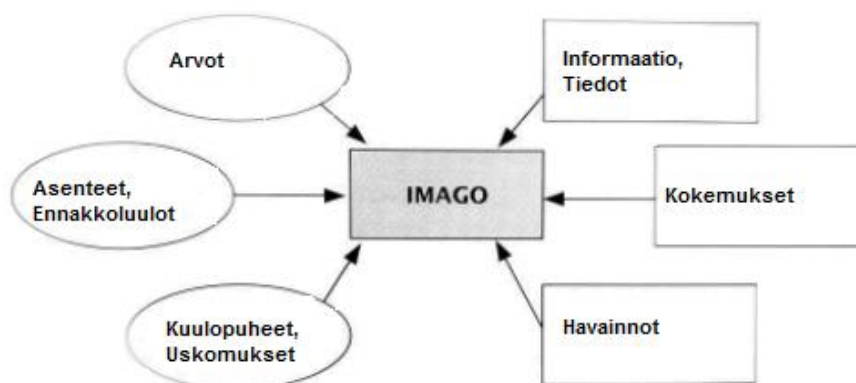 Arvot
Informaatio,
Tiedot
Asenteet,
Ennakkoluulot
IMAGO
Kokemukset
Kuulopuheet,
Uskomukset
Havainnot